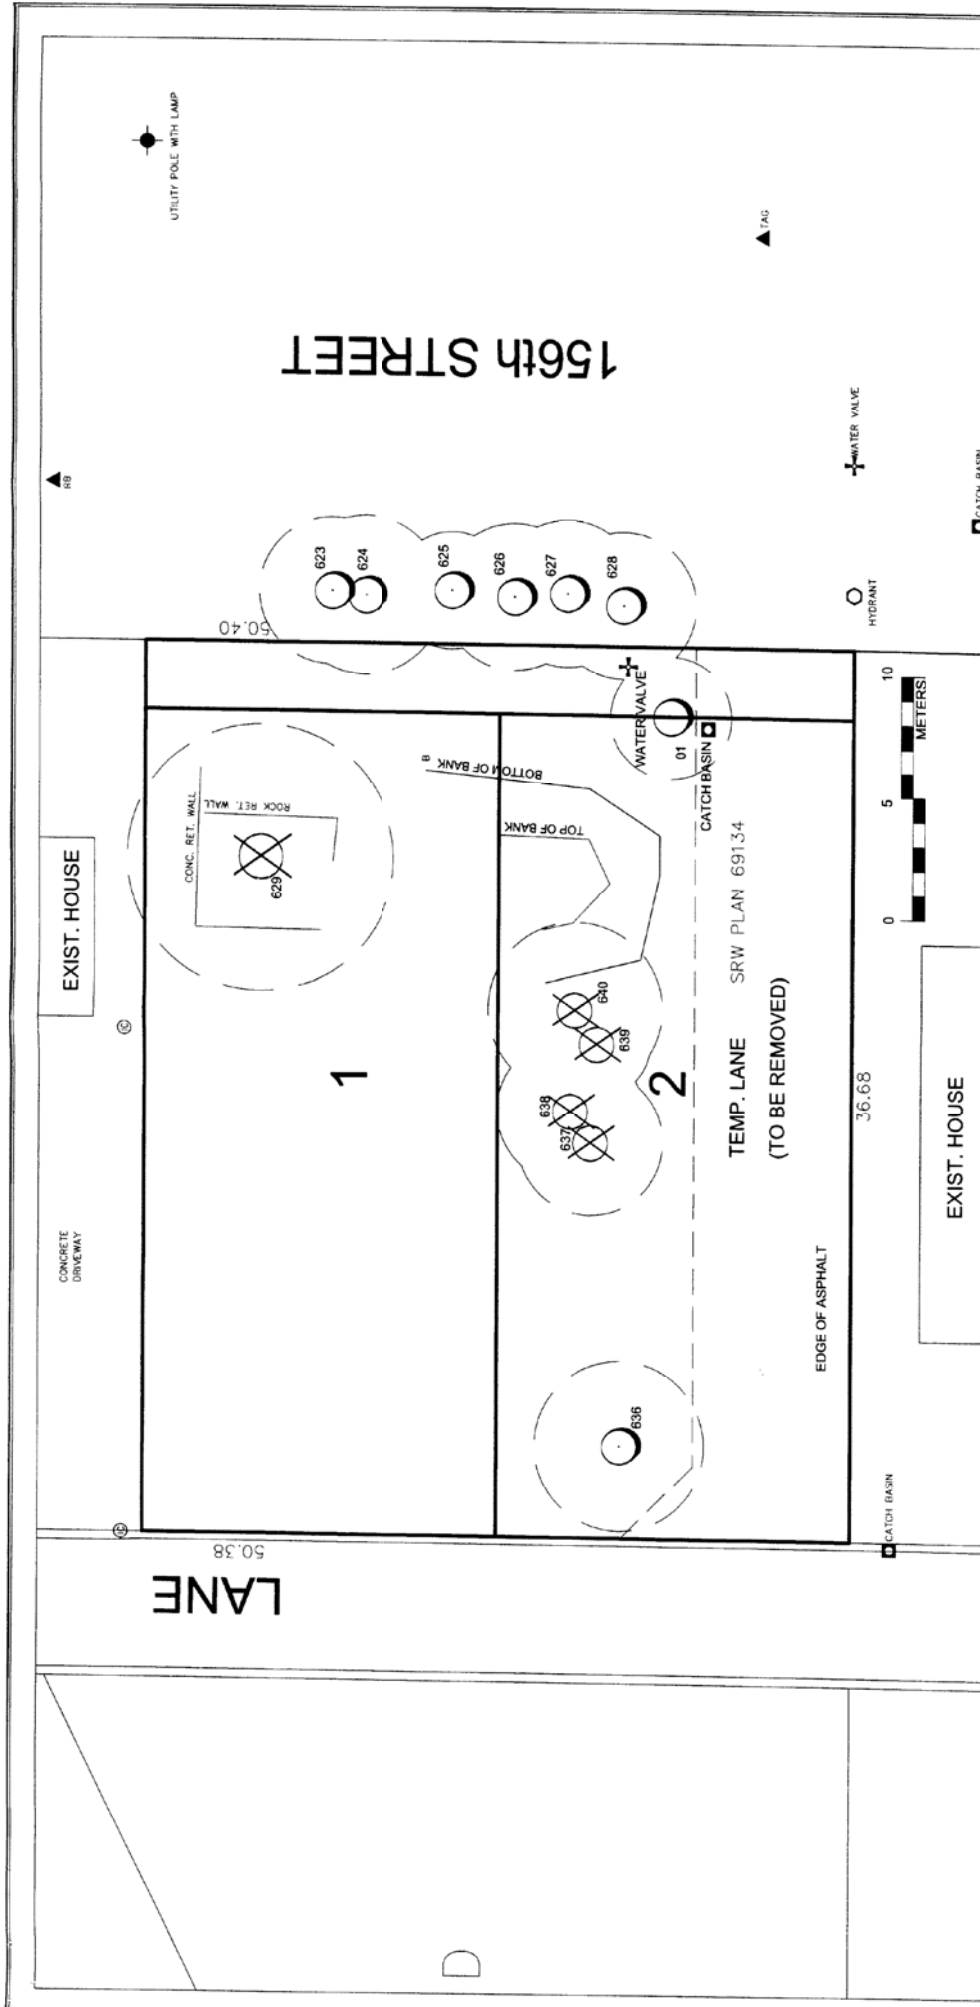 UTILITY POLE WITH LAMP
RB
TAG
156th STREET
WATER VALVE
CATCH BASIN
HYDRANT
623
624
625
626
627
628
50.40
WATER VALVE
01
CATCH BASIN
CONC. RET. WALL
ROCK RET. WALL
629
B
BOTTOM OF BANK
TOP OF BANK
EXIST. HOUSE
IC
1
640
639
638
637
2
SRW PLAN 69134
TEMP. LANE
(TO BE REMOVED)
36.68
0
5
10
METERS
EXIST. HOUSE
CONCRETE
DRIVEWAY
EDGE OF ASPHALT
636
IC
50.38
CATCH BASIN
LANE
D